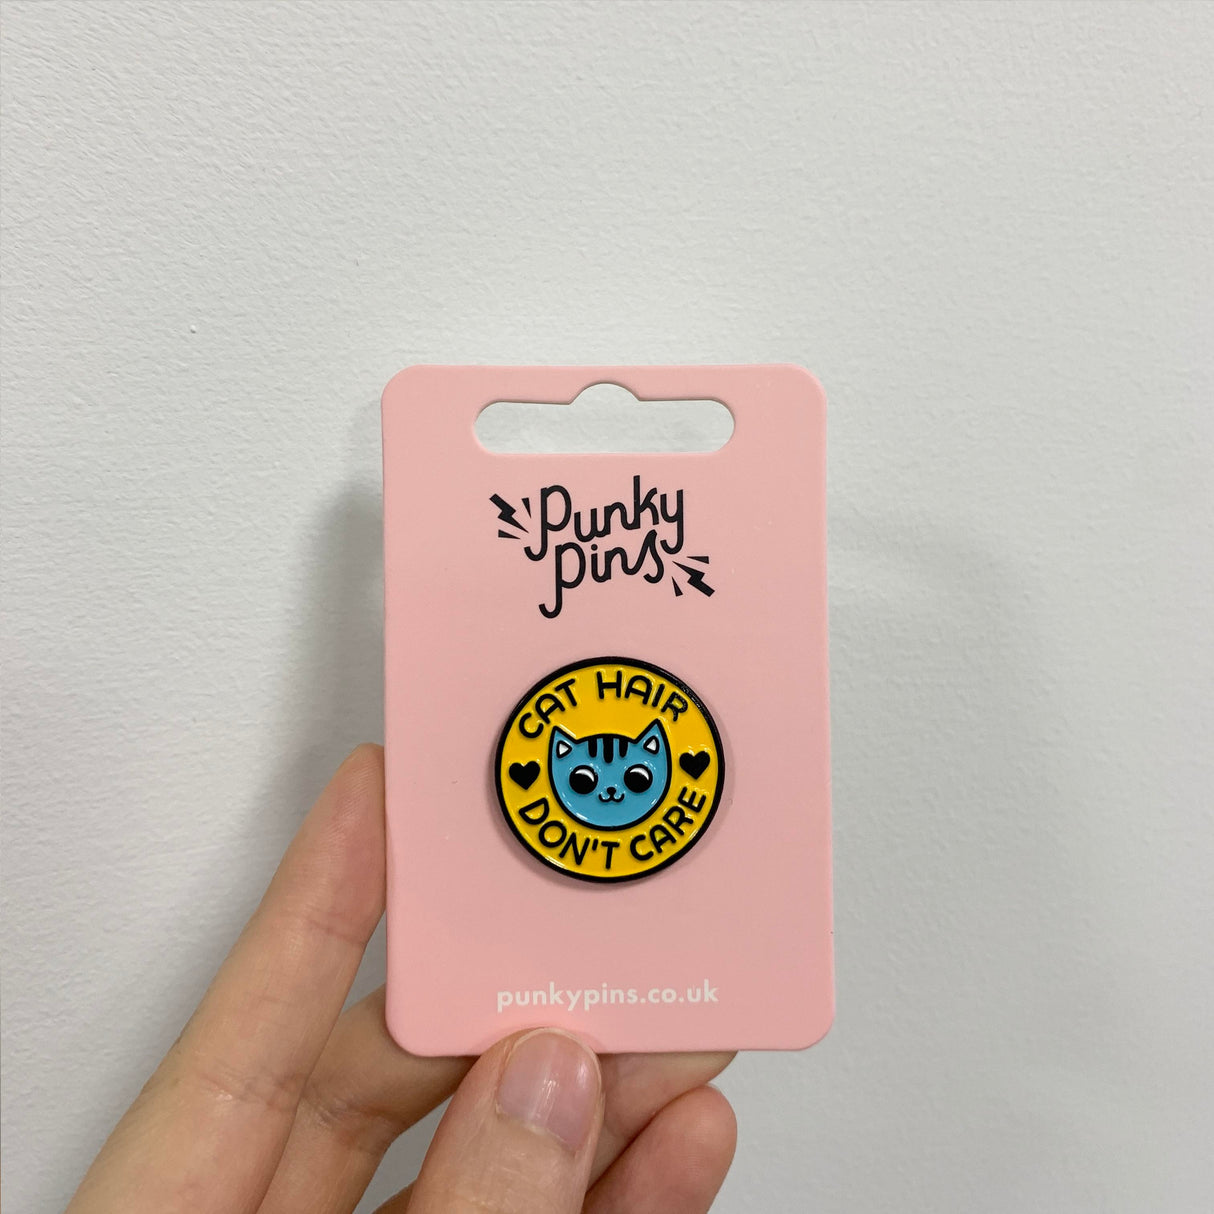 Punky
Pins
CAT HAIR
DON'T CARE
punkypins.co.uk